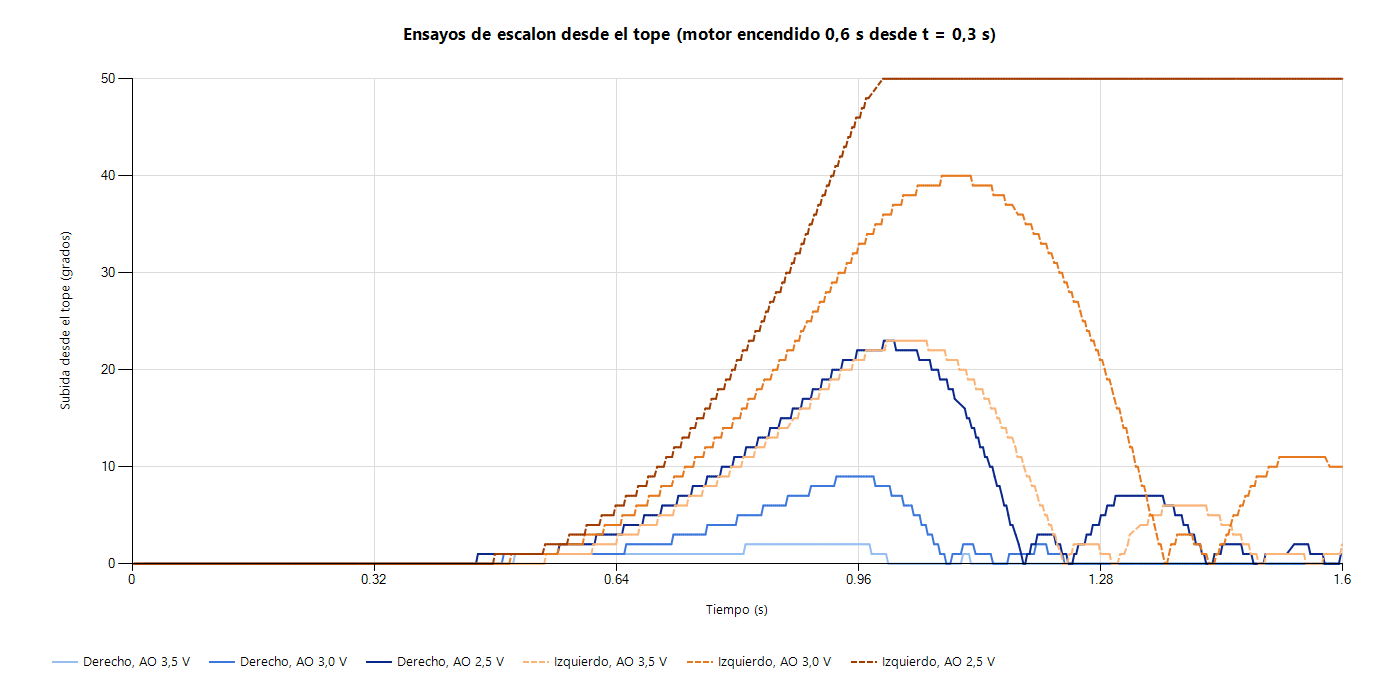 Ensayos de escalon desde el tope (motor encendido 0,6 s desde t = 0,3 s)
50
40
30
20
10
0
Subida desde el tope (grados)
0 0.32 0.64 0.96 1.28 1.6
Tiempo (s)
Derecho, AO 3,5 V Derecho, AO 3,0 V Derecho, AO 2,5 V Izquierdo, AO 3,5 V Izquierdo, AO 3,0 V Izquierdo, AO 2,5 V